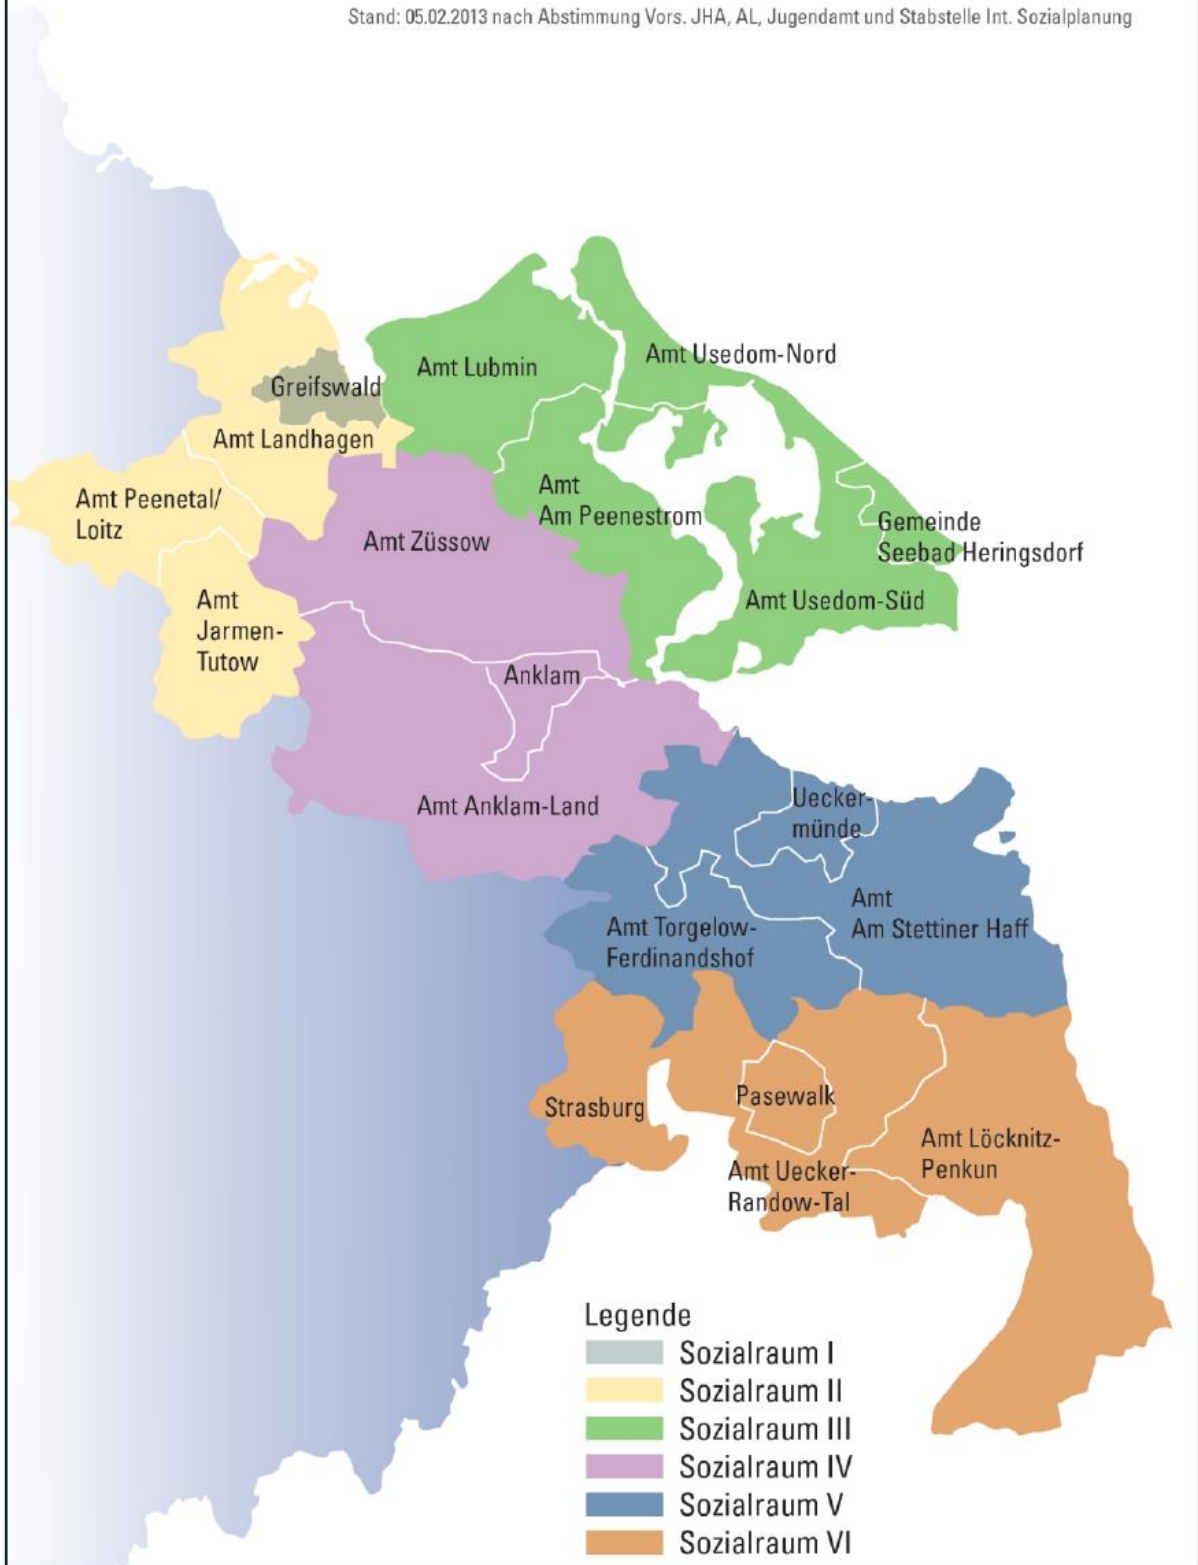 Stand: 05.02.2013 nach Abstimmung Vors. JHA, AL, Jugendamt und Stabstelle Int. Sozialplanung
Amt Usedom-Nord
Amt Lubmin
Greifswald
Amt Landhagen
Amt Peenetal/
Loitz
Amt
Am Peenestrom
Gemeinde
Seebad Heringsdorf
Amt Züssow
Amt Usedom-Süd
Amt
Jarmen-
Tutow
Anklam
Amt Anklam-Land
Uecker-
münde
Amt
Am Stettiner Haff
Amt Torgelow-
Ferdinandshof
Pasewalk
Strasburg
Amt Löcknitz-
Penkun
Amt Uecker-
Randow-Tal
Legende
Sozialraum I
Sozialraum II
Sozialraum III
Sozialraum IV
Sozialraum V
Sozialraum VI